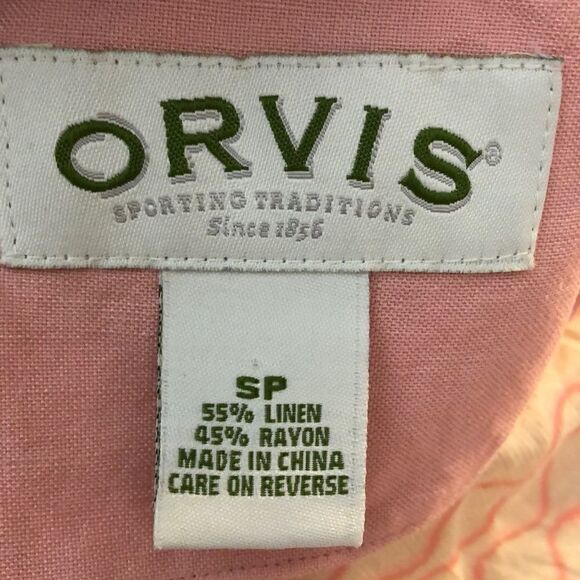 ORVIS®
SPORTING TRADITIONS
Since 1856
SP
55% LINEN
45% RAYON
MADE IN CHINA
CARE ON REVERSE